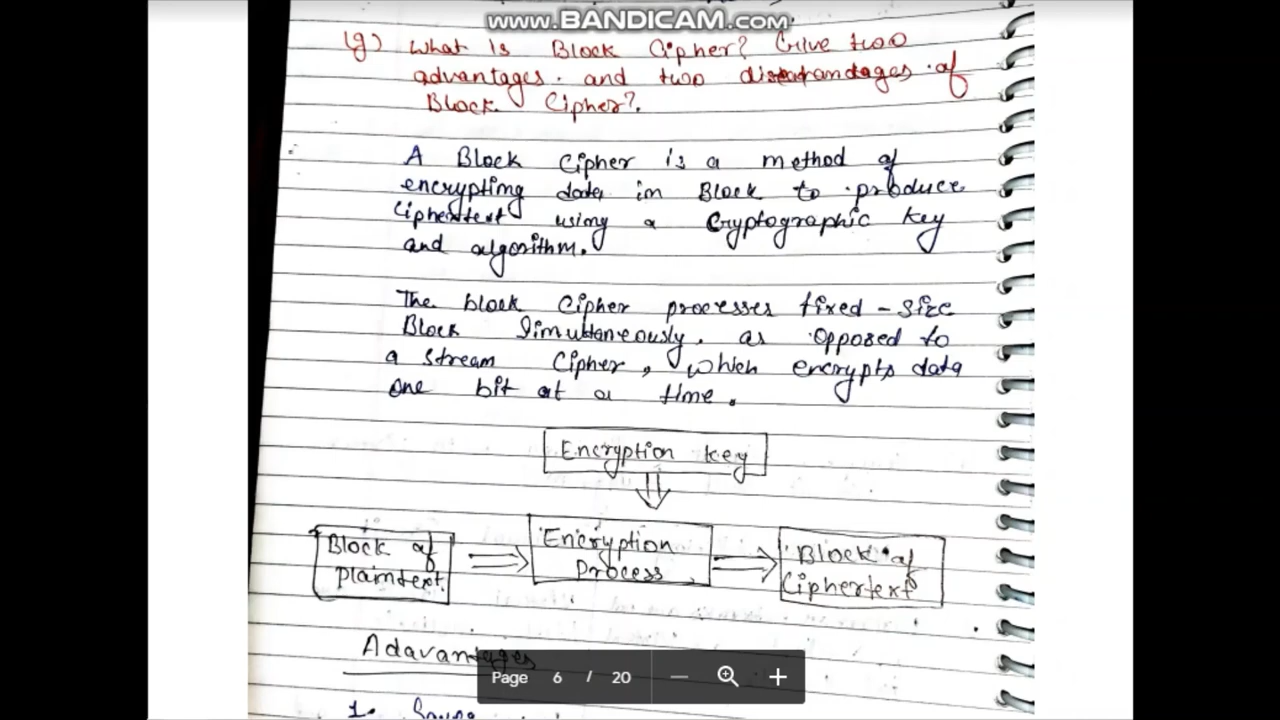 www.BANDICAM.com
(g) What is Block Cipher? Give two
advantages. and two disadvandages of
Block Cipher?.
A Block Cipher is a method of
encrypting data in Block to produce
Ciphertext using a Cryptographic Key
and algorithm.
The block Cipher processes fixed - size
Block Simultaneously, as opposed to
a stream Cipher, which encrypts data
one bit at a time.
Encryption key
Block of
plaintext.
Encryption
Process
Block of
Ciphertext
Adavantages
Page 6 / 20
1.